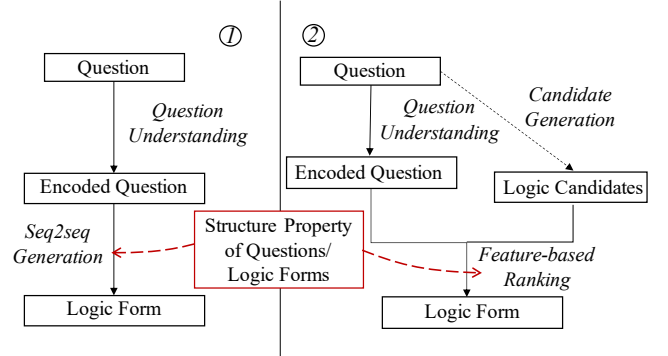 1
Question
Question
Understanding
Encoded Question
Seq2seq
Generation
Logic Form
Structure Property
of Questions/
Logic Forms
2
Question
Question
Understanding
Candidate
Generation
Encoded Question
Logic Candidates
Feature-based
Ranking
Logic Form